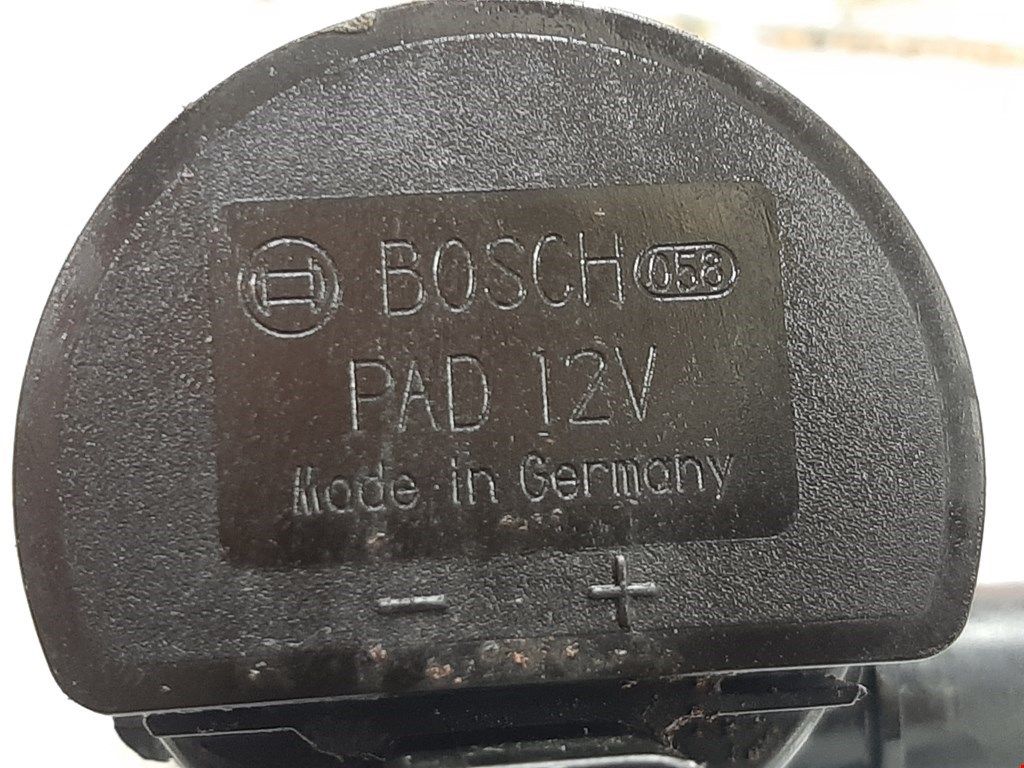 BOSCH 058
PAD 12V
Made in Germany
- +